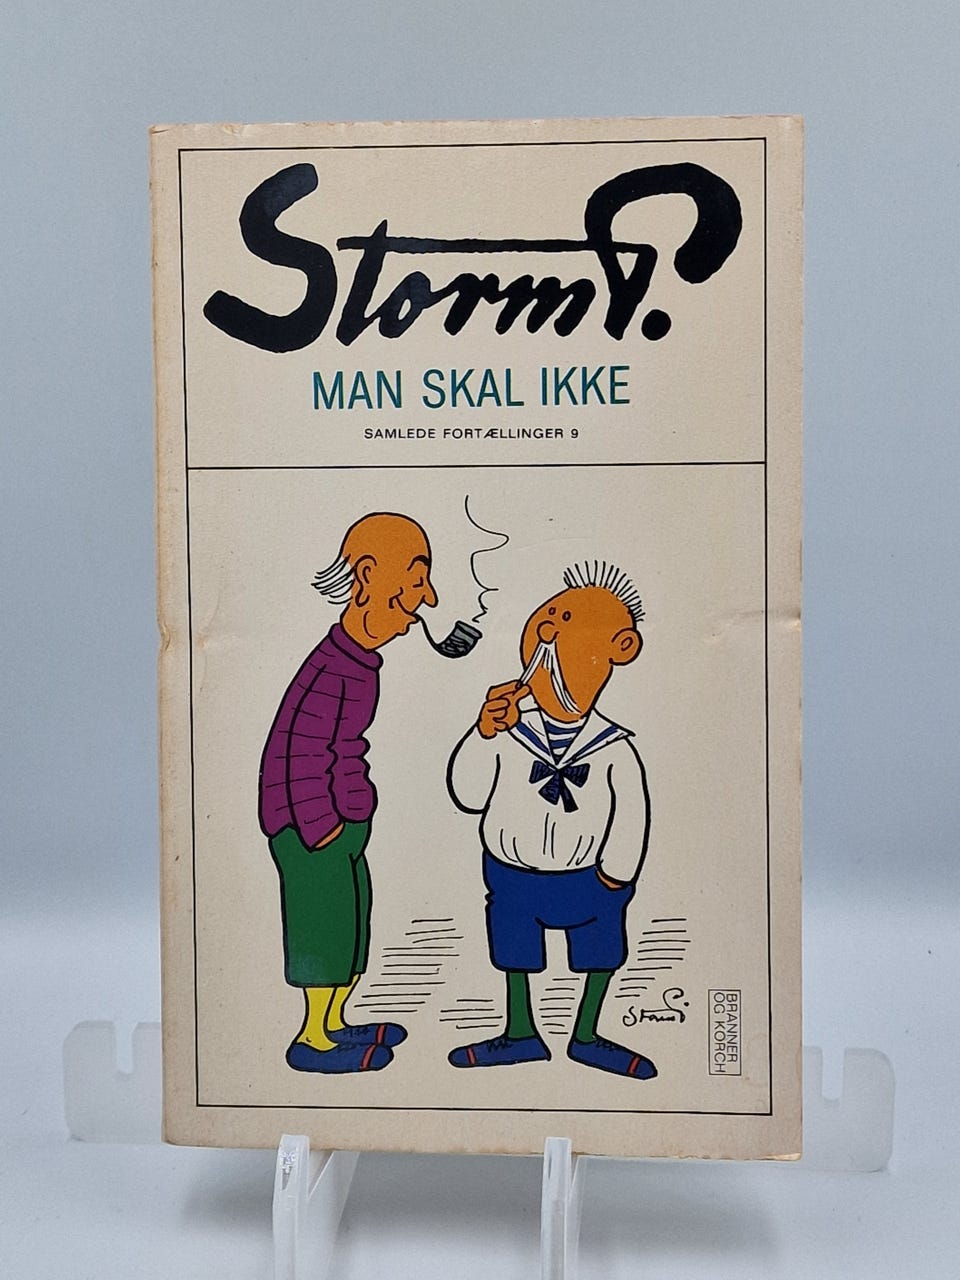 Storm P.
MAN SKAL IKKE
SAMLEDE FORTÆLLINGER 9
Storm P.
BRANNER
OG KORCH